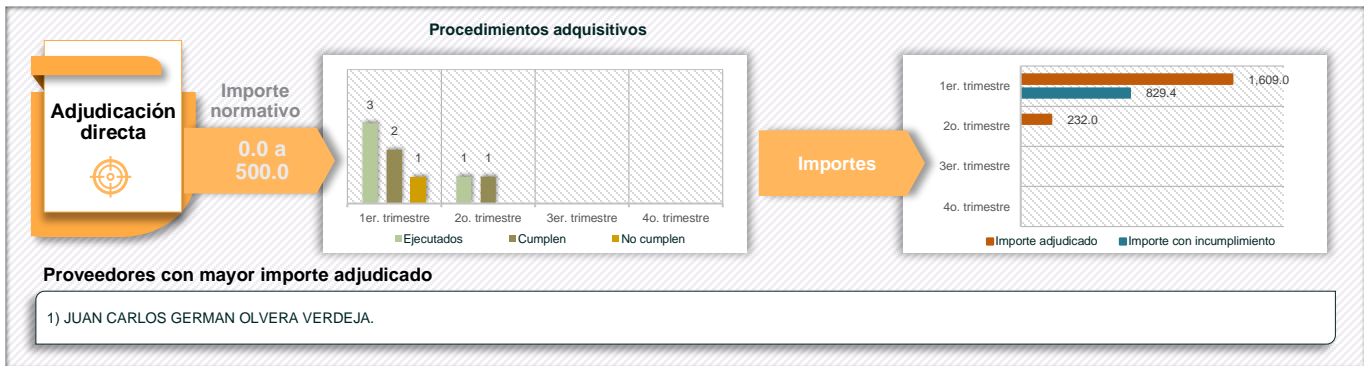 Procedimientos adquisitivos
Adjudicación
directa
Importe
normativo
0.0 a
500.0
3
2
1
1
1
1er. trimestre
2o. trimestre
3er. trimestre
4o. trimestre
Ejecutados
Cumplen
No cumplen
Importes
1er. trimestre
1,609.0
829.4
2o. trimestre
232.0
3er. trimestre
4o. trimestre
Importe adjudicado
Importe con incumplimiento
Proveedores con mayor importe adjudicado
1) JUAN CARLOS GERMAN OLVERA VERDEJA.